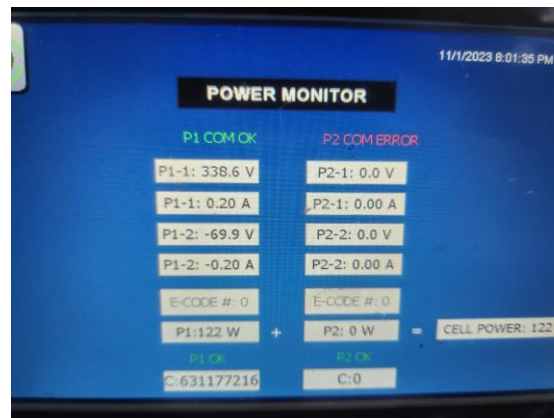 11/1/2023 8:01:35 PM
POWER MONITOR
P1 COM OK P2 COM ERROR
P1-1: 338.6 V P2-1: 0.0 V
P1-1: 0.20 A P2-1: 0.00 A
P1-2: -69.9 V P2-2: 0.0 V
P1-2: -0.20 A P2-2: 0.00 A
E-CODE #: 0 E-CODE #: 0
P1:122 W + P2: 0 W = CELL POWER: 122
P1 OK P2 OK
C:631177216 C:0